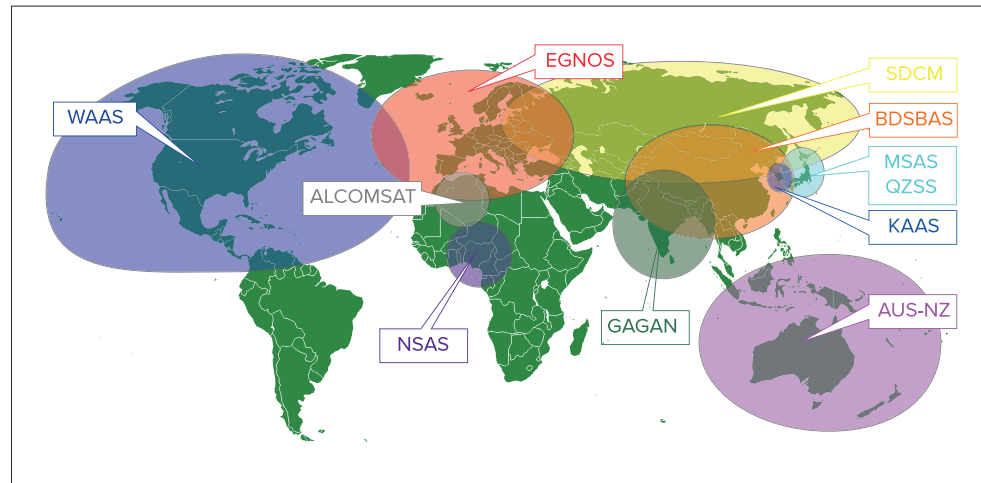 EGNOS
SDCM
WAAS
BDSBAS
MSAS
QZSS
ALCOMSAT
KAAS
AUS-NZ
GAGAN
NSAS